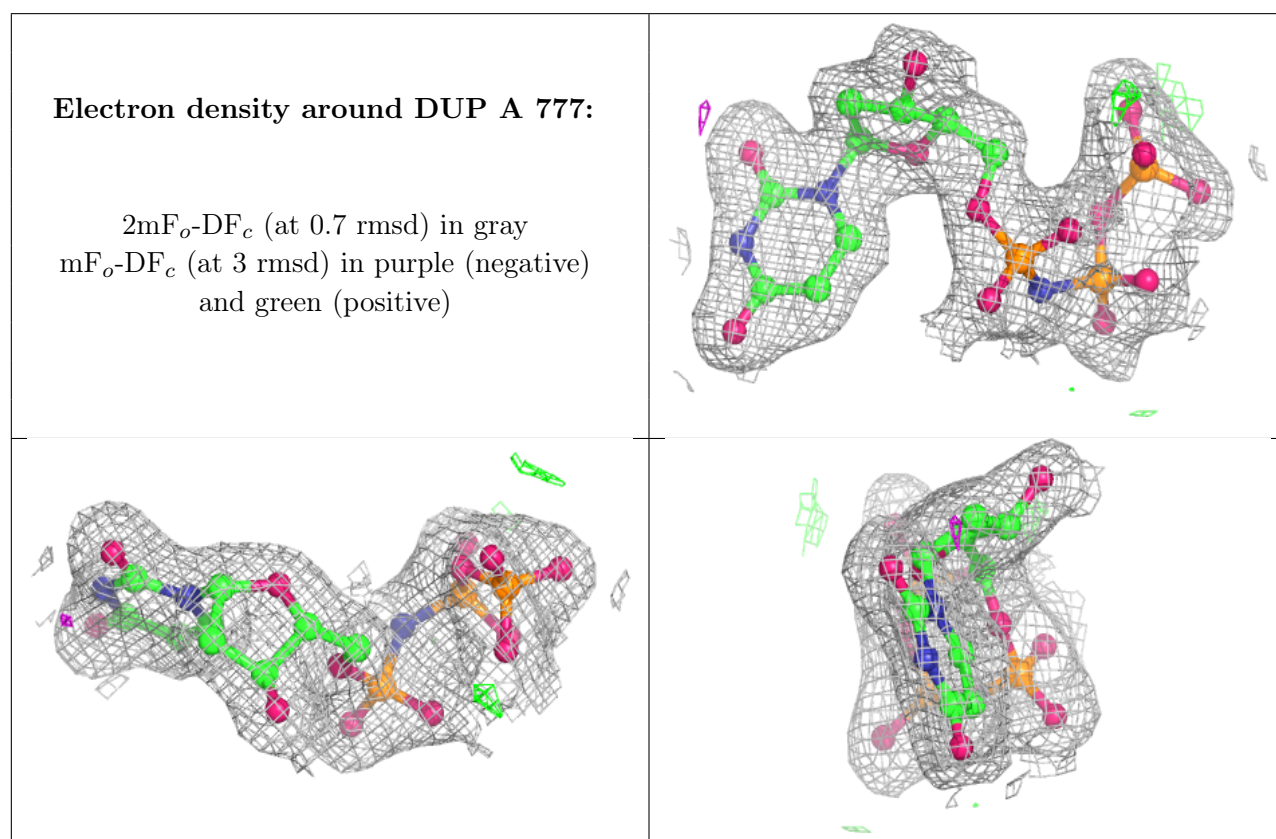 Electron density around DUP A 777:
2mFo-DFc (at 0.7 rmsd) in gray
mFo-DFc (at 3 rmsd) in purple (negative)
and green (positive)